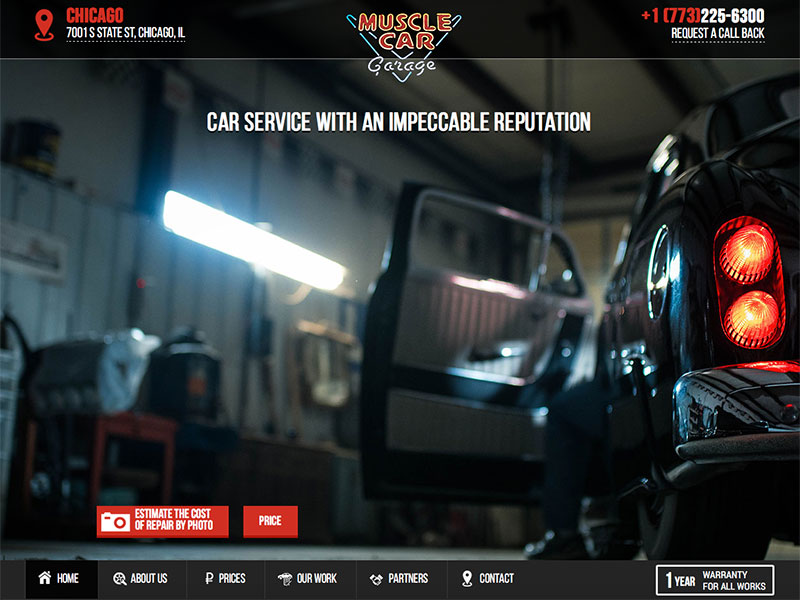 CHICAGO
7001 S STATE ST, CHICAGO, IL
MUSCLE
CAR
Garage
+1 (773)225-6300
REQUEST A CALL BACK
CAR SERVICE WITH AN IMPECCABLE REPUTATION
ESTIMATE THE COST
OF REPAIR BY PHOTO
PRICE
HOME
ABOUT US
₽ PRICES
OUR WORK
PARTNERS
CONTACT
1 YEAR
WARRANTY
FOR ALL WORKS